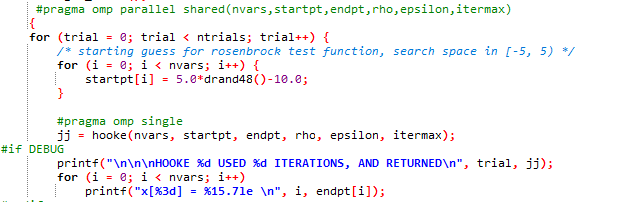 #pragma omp parallel shared(nvars,startpt,endpt,rho,epsilon,itermax)
{
for (trial = 0; trial < ntrials; trial++) {
/* starting guess for rosenbrock test function, search space in [-5, 5) */
for (i = 0; i < nvars; i++) {
startpt[i] = 5.0*drand48()-10.0;
}
#pragma omp single
jj = hooke(nvars, startpt, endpt, rho, epsilon, itermax);
#if DEBUG
printf("\n\n\nHOOKE %d USED %d ITERATIONS, AND RETURNED\n", trial, jj);
for (i = 0; i < nvars; i++)
printf("x[%3d] = %15.7le \n", i, endpt[i]);